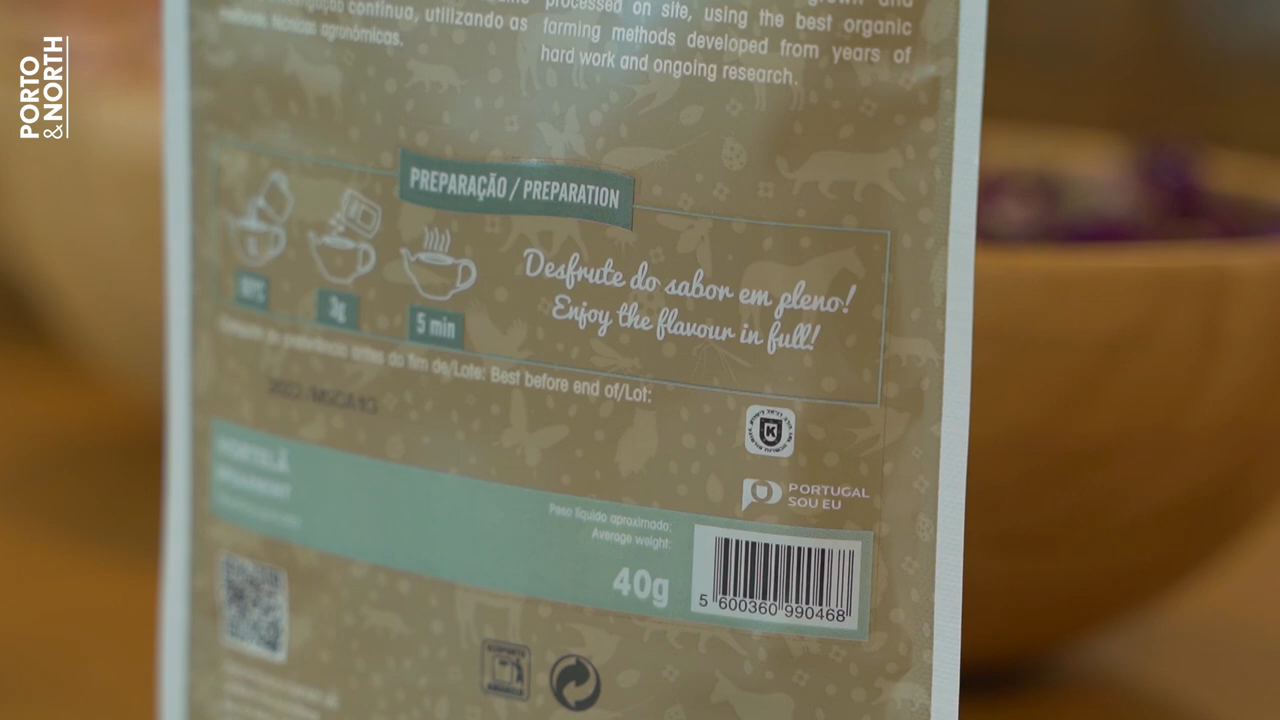 PORTO
&NORTH
contínua, utilizando as
melhores técnicas agronómicas.
processed on site, using the best organic
farming methods developed from years of
hard work and ongoing research.
PREPARAÇÃO / PREPARATION
3g
5 min
Desfrute do sabor em pleno!
Enjoy the flavour in full!
preferência antes do fim de/Lote: Best before end of/Lot:
HORTELÃ
PORTUGAL
SOU EU
Peso líquido aproximado:
Average weight:
40g
5 600360 990468